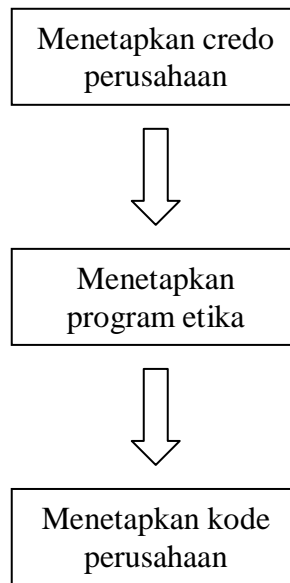 Menetapkan credo
perusahaan
Menetapkan
program etika
Menetapkan kode
perusahaan